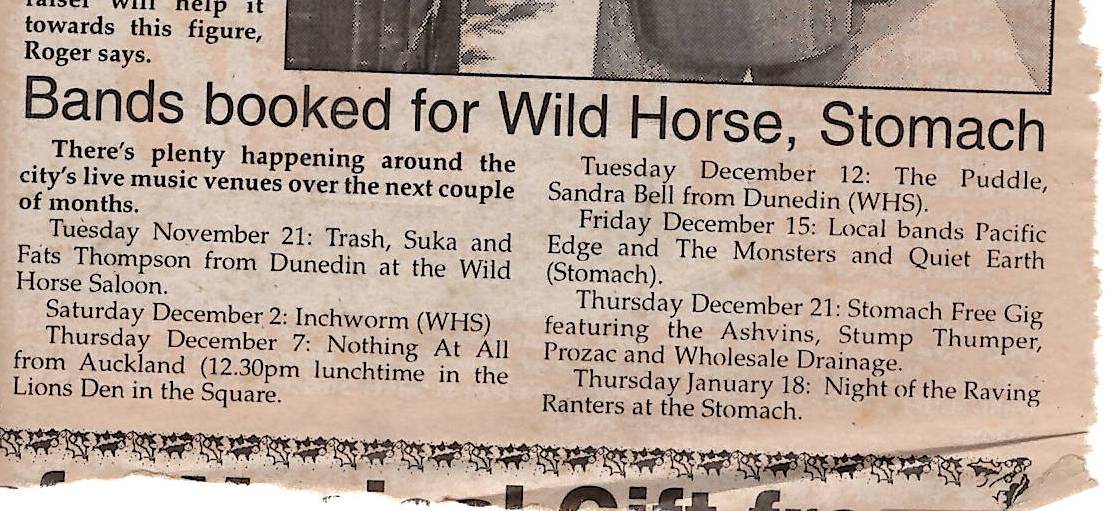 raiser will help it
towards this figure,
Roger says.
Bands booked for Wild Horse, Stomach
There's plenty happening around the
city's live music venues over the next couple
of months.
Tuesday November 21: Trash, Suka and
Fats Thompson from Dunedin at the Wild
Horse Saloon.
Saturday December 2: Inchworm (WHS)
Thursday December 7: Nothing At All
from Auckland (12.30pm lunchtime in the
Lions Den in the Square.
Tuesday December 12: The Puddle,
Sandra Bell from Dunedin (WHS).
Friday December 15: Local bands Pacific
Edge and The Monsters and Quiet Earth
(Stomach).
Thursday December 21: Stomach Free Gig
featuring the Ashvins, Stump Thumper,
Prozac and Wholesale Drainage.
Thursday January 18: Night of the Raving
Ranters at the Stomach.
Gift